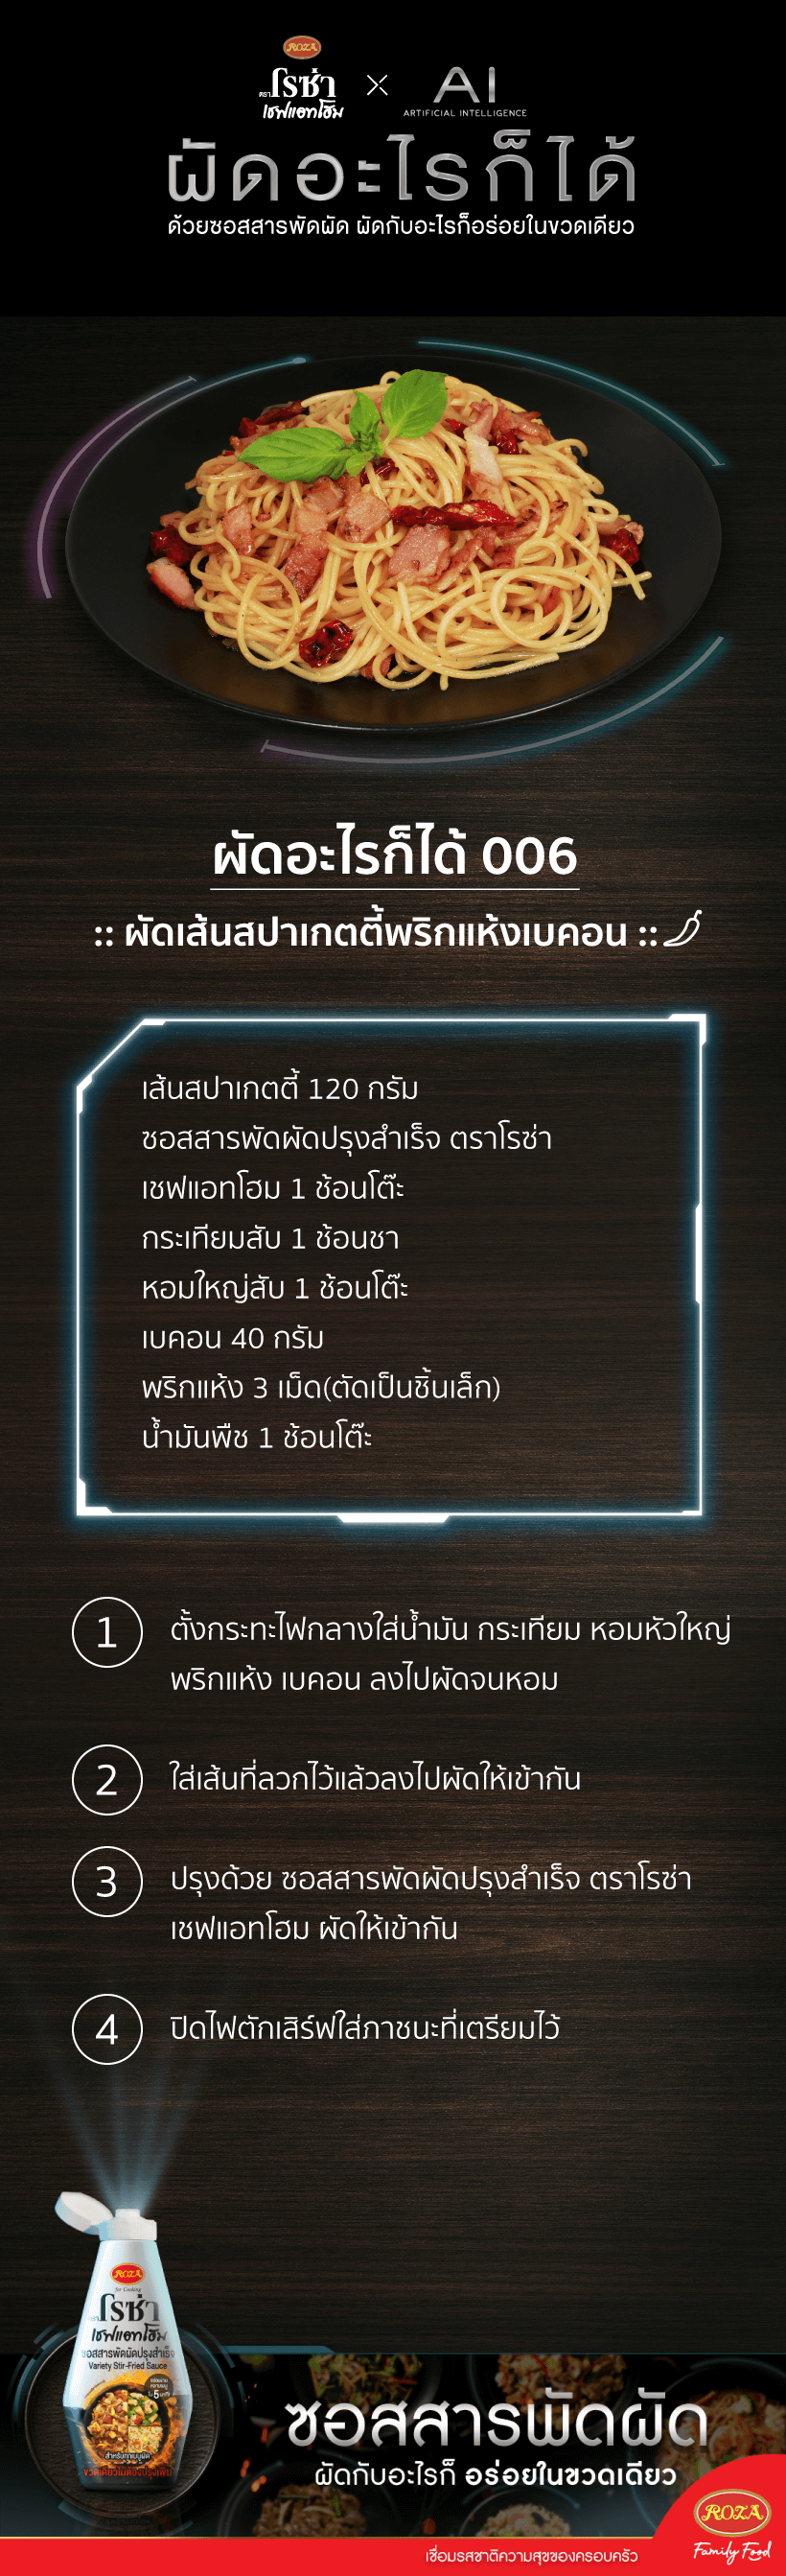 ROZA
ตรา โรซ่า × AI
เชฟแอทโฮม ARTIFICIAL INTELLIGENCE
ผัดอะไรก็ได้
ด้วยซอสสารพัดผัด ผัดกับอะไรก็อร่อยในขวดเดียว
ผัดอะไรก็ได้ 006
:: ผัดเส้นสปาเกตตี้พริกแห้งเบคอน ::
เส้นสปาเกตตี้ 120 กรัม
ซอสสารพัดผัดปรุงสำเร็จ ตราโรซ่า
เชฟแอทโฮม 1 ช้อนโต๊ะ
กระเทียมสับ 1 ช้อนชา
หอมใหญ่สับ 1 ช้อนโต๊ะ
เบคอน 40 กรัม
พริกแห้ง 3 เม็ด(ตัดเป็นชิ้นเล็ก)
น้ำมันพืช 1 ช้อนโต๊ะ
1 ตั้งกระทะไฟกลางใส่น้ำมัน กระเทียม หอมหัวใหญ่
พริกแห้ง เบคอน ลงไปผัดจนหอม
2 ใส่เส้นที่ลวกไว้แล้วลงไปผัดให้เข้ากัน
3 ปรุงด้วย ซอสสารพัดผัดปรุงสำเร็จ ตราโรซ่า
เชฟแอทโฮม ผัดให้เข้ากัน
4 ปิดไฟตักเสิร์ฟใส่ภาชนะที่เตรียมไว้
ROZA
for Cooking
โรซ่า
เชฟแอทโฮม
ซอสสารพัดผัดปรุงสำเร็จ
Variety Stir-Fried Sauce
สำหรับทุกเมนูผัด
ซอสสารพัดผัด
ผัดกับอะไรก็ อร่อยในขวดเดียว
ROZA
Family Food
เชื่อมรสชาติความสุขของครอบครัว